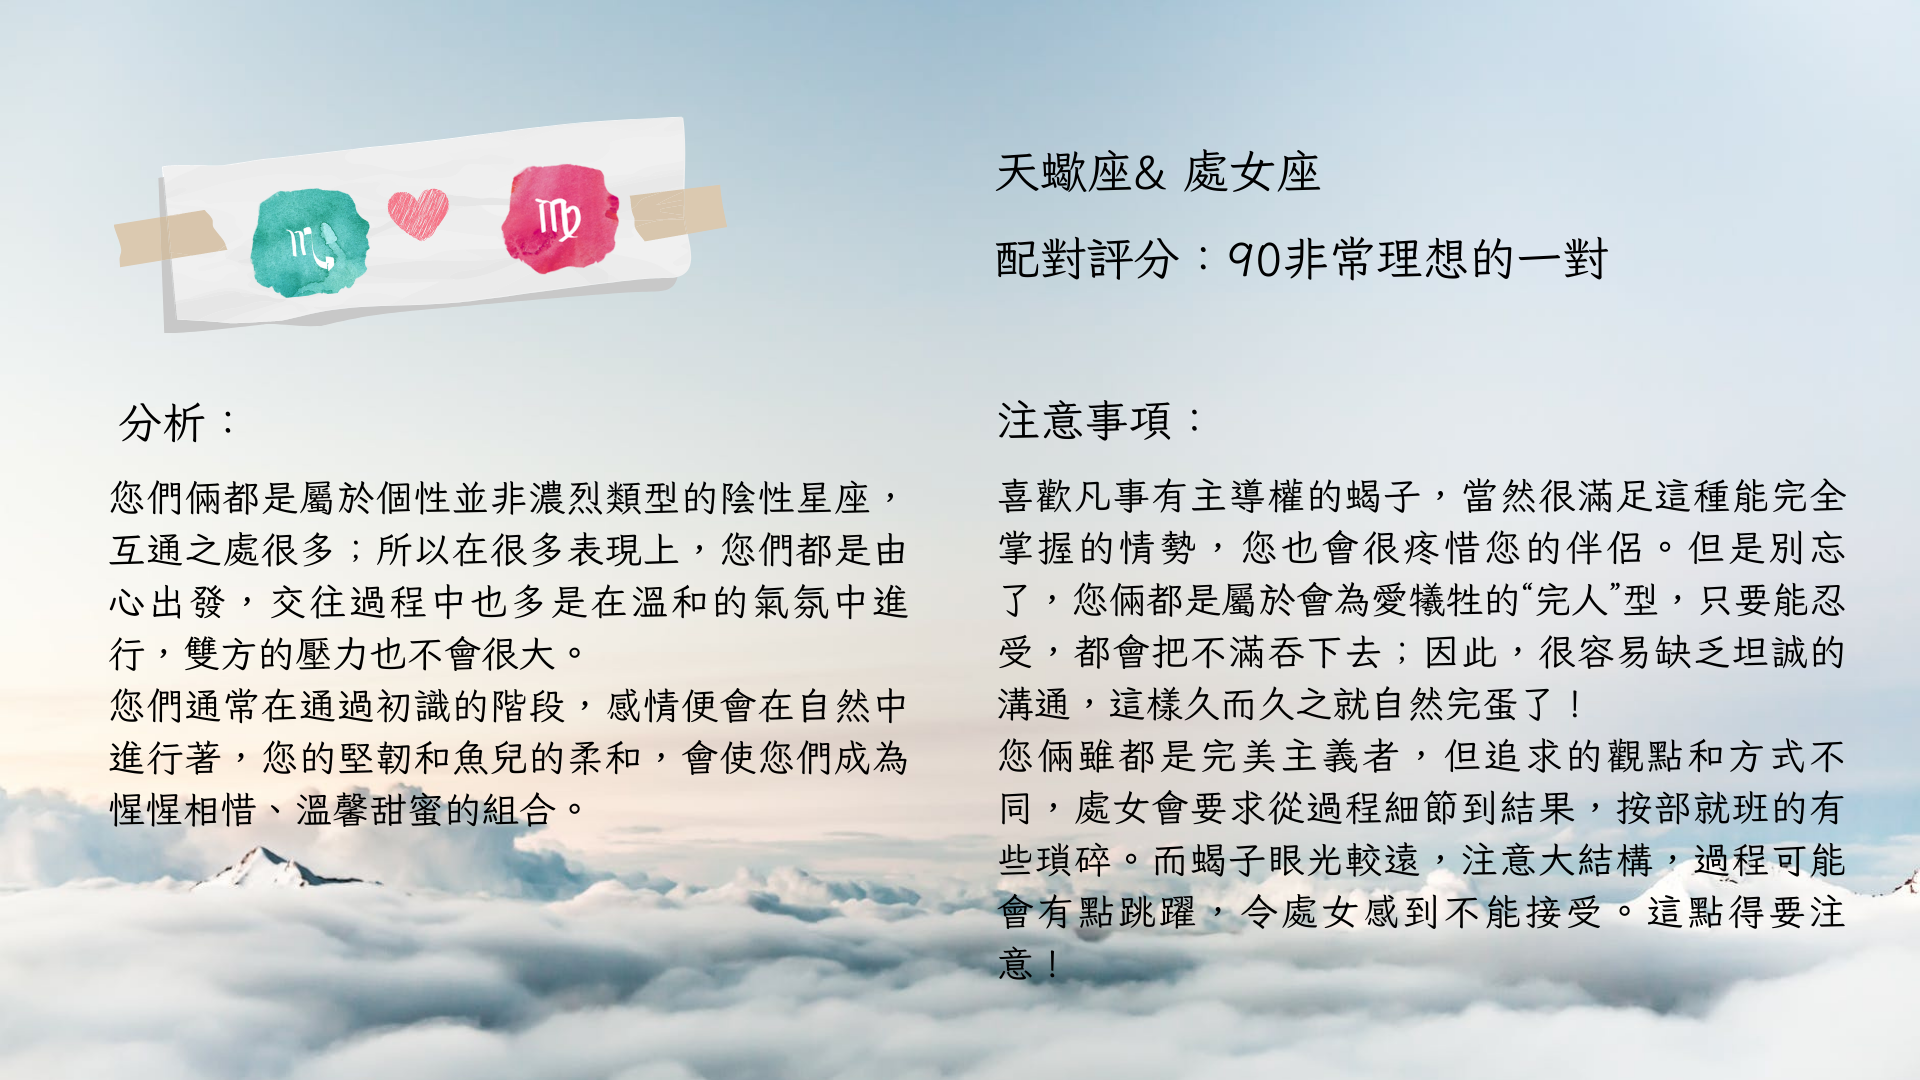 天蠍座& 處女座
配對評分：90非常理想的一對
分析：
您們倆都是屬於個性並非濃烈類型的陰性星座，
互通之處很多；所以在很多表現上，您們都是由
心出發，交往過程中也多是在溫和的氣氛中進
行，雙方的壓力也不會很大。
您們通常在通過初識的階段，感情便會在自然中
進行著，您的堅韌和魚兒的柔和，會使您們成為
惺惺相惜、溫馨甜蜜的組合。
注意事項：
喜歡凡事有主導權的蝎子，當然很滿足這種能完全
掌握的情勢，您也會很疼惜您的伴侶。但是別忘
了，您倆都是屬於會為愛犧牲的“完人”型，只要能忍
受，都會把不滿吞下去；因此，很容易缺乏坦誠的
溝通，這樣久而久之就自然完蛋了！
您倆雖都是完美主義者，但追求的觀點和方式不
同，處女會要求從過程細節到結果，按部就班的有
些瑣碎。而蝎子眼光較遠，注意大結構，過程可能
會有點跳躍，令處女感到不能接受。這點得要注
意！